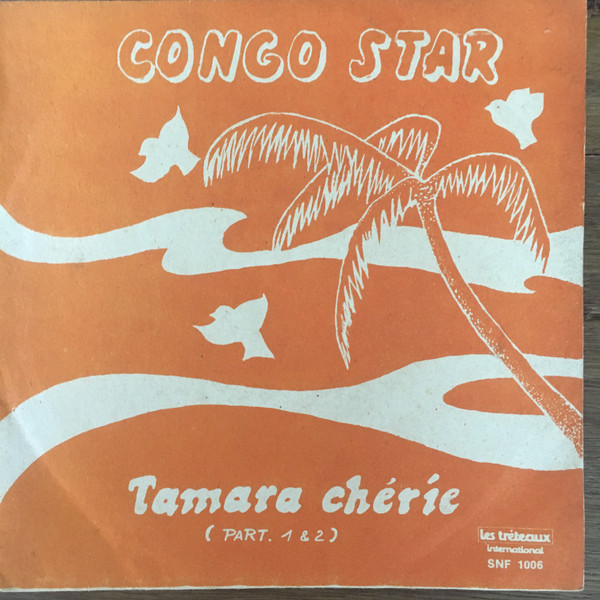 CONGO STAR
Tamara chérie
( PART. 1 & 2 )
les tréteaux
international
SNF 1006